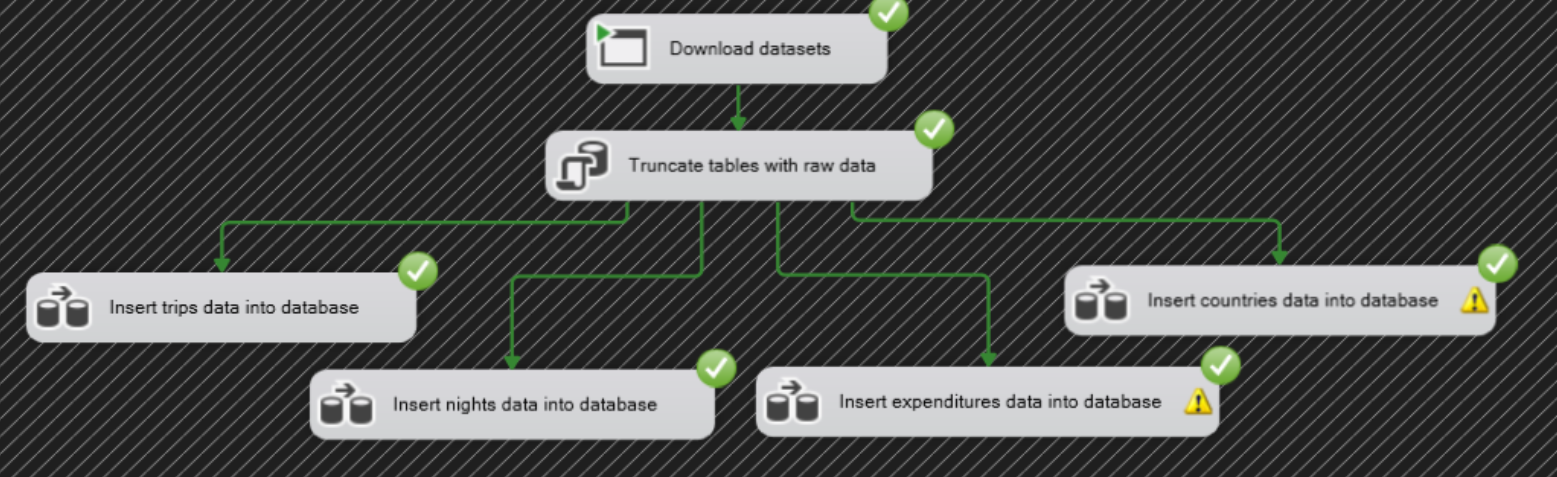 Download datasets
Truncate tables with raw data
Insert trips data into database
Insert countries data into database
Insert nights data into database
Insert expenditures data into database